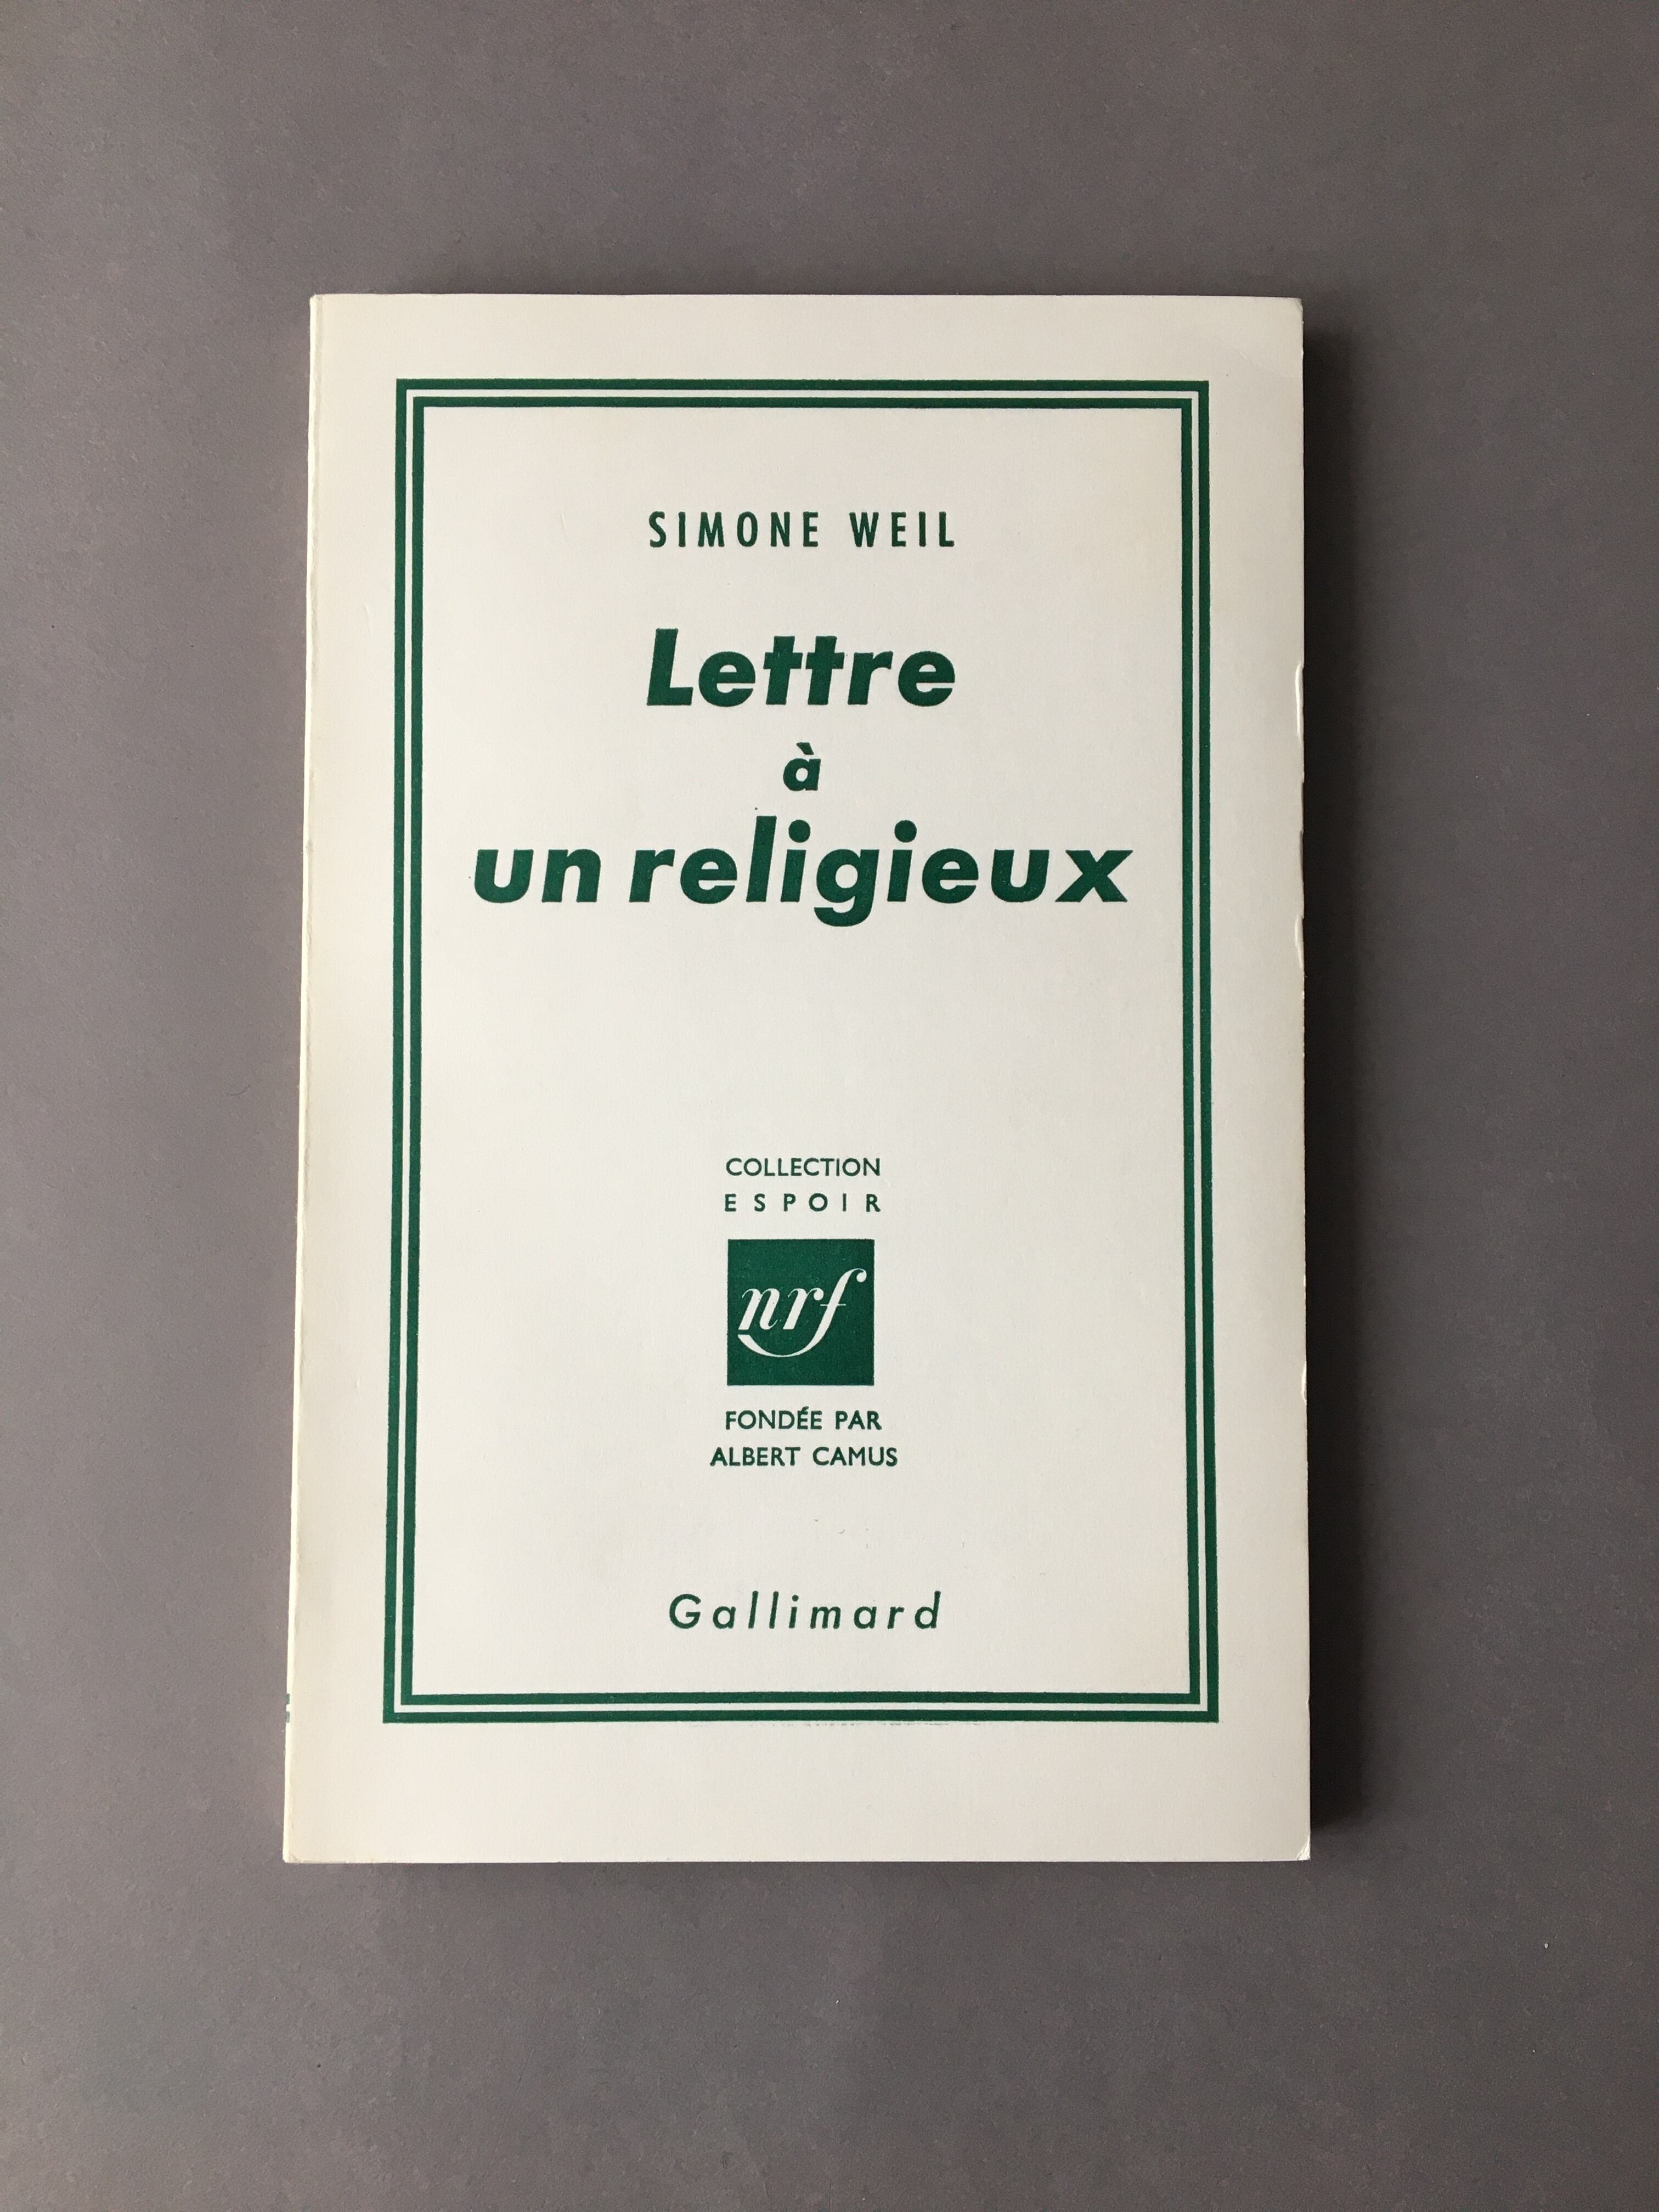 SIMONE WEIL
Lettre
à
un religieux
COLLECTION
ESPOIR
nrf
FONDÉE PAR
ALBERT CAMUS
Gallimard